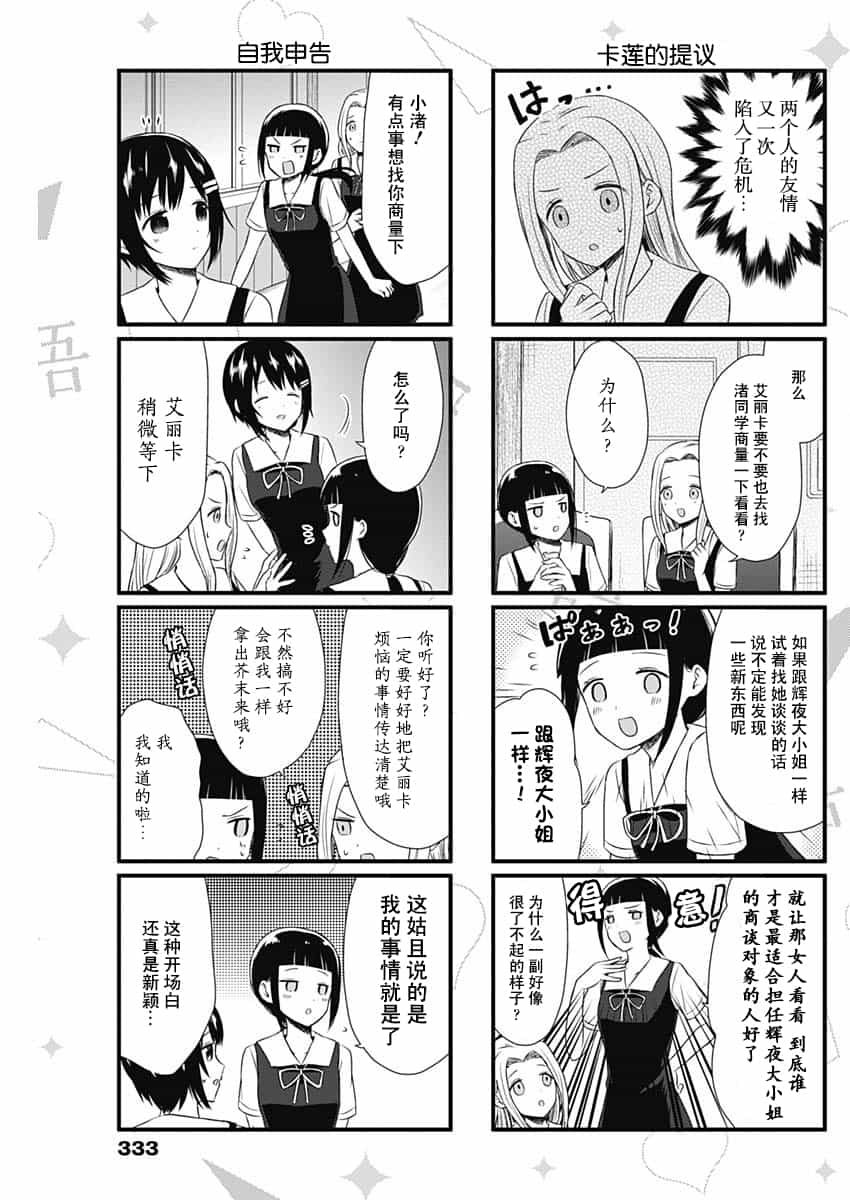 卡莲的提议
はっ…
两个人的友情
又一次
陷入了危机…
那么
艾丽卡要不要也去找
渚同学商量一下看看？
为什么？
ぱぁぁっ！
如果跟辉夜大小姐一样
试着找她谈谈的话
说不定能发现
一些新东西呢
跟辉夜大小姐
一样…！
就让那女人看看 到底谁
才是最适合担任辉夜大小姐
的商谈对象的人好了
得意！
为什么一副好像
很了不起的样子？
自我申告
小渚！
有点事想找你商量下
怎么了吗？
艾丽卡
稍微等下
你听好了？
一定要好好地把艾丽卡
烦恼的事情传达清楚哦
不然搞不好
会跟我一样
拿出芥末来哦？
悄悄话
悄悄话
我
我知道的啦…
这姑且说的是
我的事情就是了
这种开场白
还真是新颖…
333